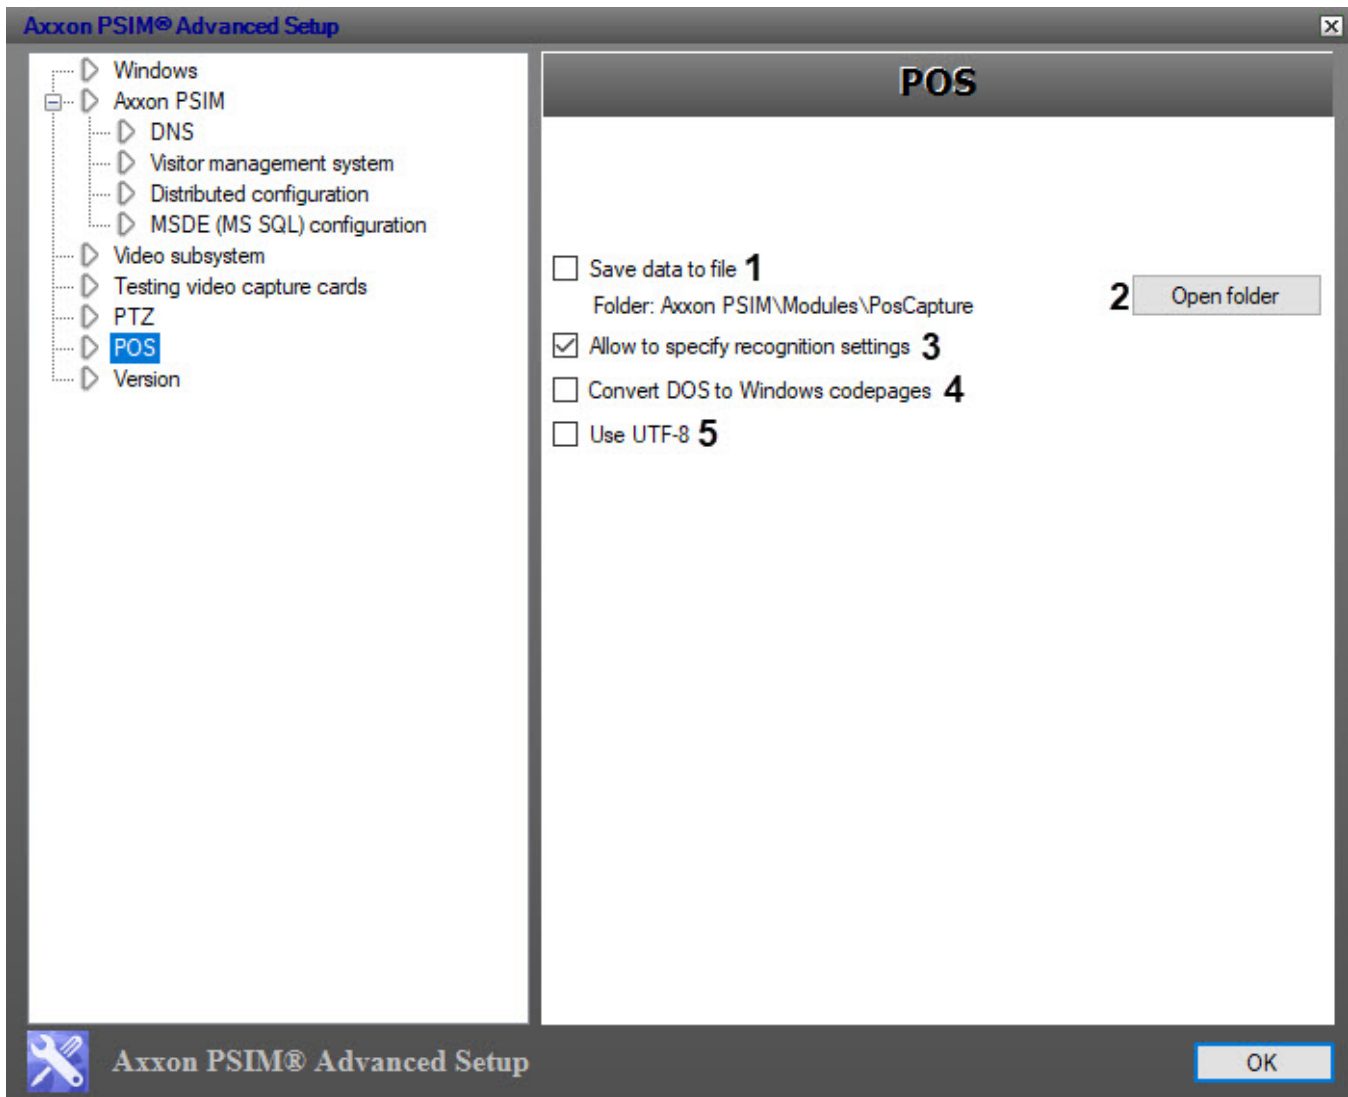 Axxon PSIM® Advanced Setup
Windows
Axxon PSIM
DNS
Visitor management system
Distributed configuration
MSDE (MS SQL) configuration
Video subsystem
Testing video capture cards
PTZ
POS
Version
POS
Save data to file 1
Folder: Axxon PSIM\Modules\PosCapture
2 Open folder
Allow to specify recognition settings 3
Convert DOS to Windows codepages 4
Use UTF-8 5
Axxon PSIM® Advanced Setup
OK